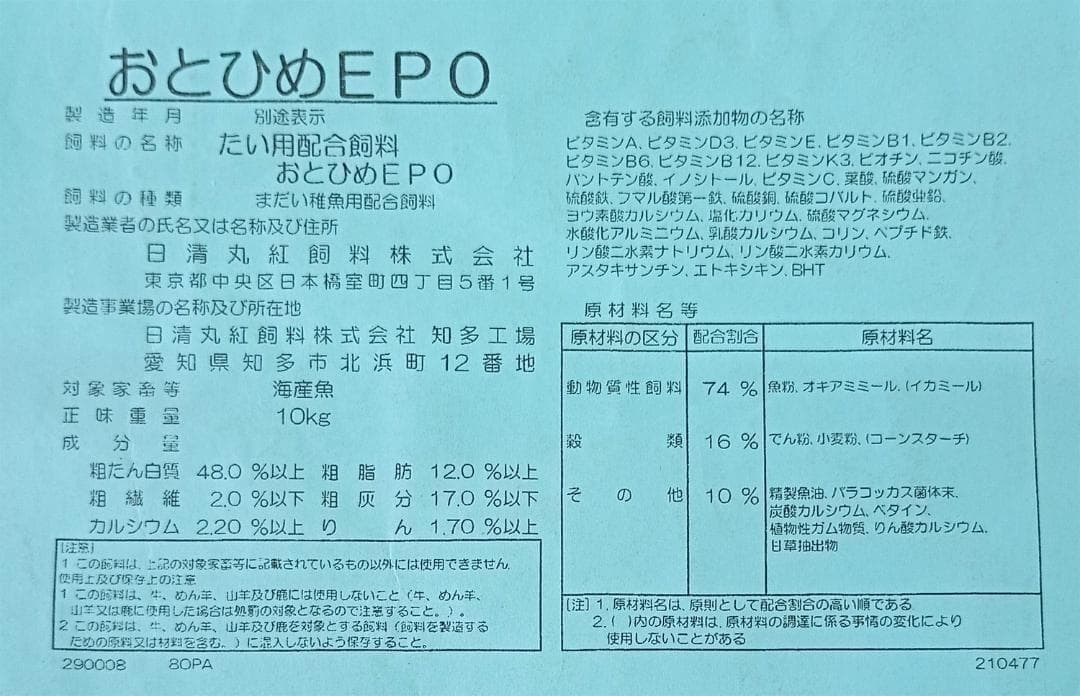 おとひめEPO
製造年月 別途表示
飼料の名称 たい用配合飼料
おとひめEPO
飼料の種類 まだい稚魚用配合飼料
製造業者の氏名又は名称及び住所
日清丸紅飼料株式会社
東京都中央区日本橋室町四丁目5番1号
製造事業場の名称及び所在地
日清丸紅飼料株式会社 知多工場
愛知県知多市北浜町12番地
対象家畜等 海産魚
正味重量 10kg
成分量
粗たん白質 48.0 %以上 粗脂肪 12.0 %以上
粗繊維 2.0 %以下 粗灰分 17.0 %以下
カルシウム 2.20 %以上 りん 1.70 %以上
[注意]
1 この飼料は、上記の対象家畜等に記載されているもの以外には使用できません。
使用上及び保存上の注意
1 この飼料は、牛、めん羊、山羊及び鹿には使用しないこと(牛、めん羊、
山羊又は鹿に使用した場合は処罰の対象となるので注意すること。)。
2 この飼料は、牛、めん羊、山羊及び鹿を対象とする飼料(飼料を製造する
ための原料又は材料を含む。)に混入しないよう保存すること。
290008 80PA
含有する飼料添加物の名称
ビタミンA、ビタミンD3、ビタミンE、ビタミンB1、ビタミンB2、
ビタミンB6、ビタミンB12、ビタミンK3、ビオチン、ニコチン酸、
パントテン酸、イノシトール、ビタミンC、葉酸、硫酸マンガン、
硫酸鉄、フマル酸第一鉄、硫酸銅、硫酸コバルト、硫酸亜鉛、
ヨウ素酸カルシウム、塩化カリウム、硫酸マグネシウム、
水酸化アルミニウム、乳酸カルシウム、コリン、ペプチド鉄、
リン酸二水素ナトリウム、リン酸二水素カリウム、
アスタキサンチン、エトキシキン、BHT
原材料名等
原材料の区分 配合割合 原材料名
動物質性飼料 74 % 魚粉、オキアミミール、(イカミール)
穀類 16 % でん粉、小麦粉、(コーンスターチ)
その他 10 % 精製魚油、パラコッカス菌体末、
炭酸カルシウム、ベタイン、
植物性ガム物質、りん酸カルシウム、
甘草抽出物
[注] 1. 原材料名は、原則として配合割合の高い順である
2. ( )内の原材料は、原材料の調達に係る事情の変化により
使用しないことがある
210477